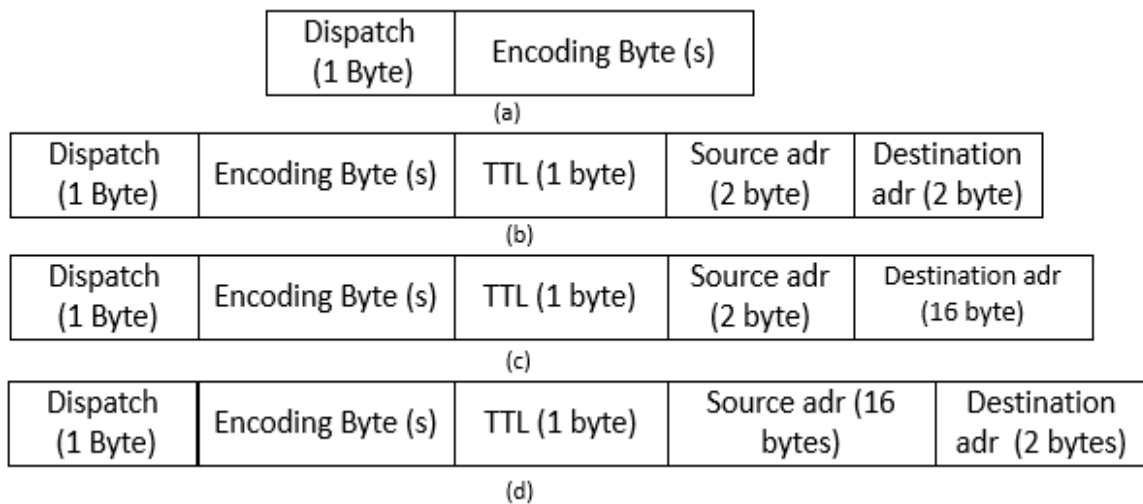 Dispatch
(1 Byte)
Encoding Byte (s)
(a)
Dispatch
(1 Byte)
Encoding Byte (s)
TTL (1 byte)
Source adr
(2 byte)
Destination
adr (2 byte)
(b)
Dispatch
(1 Byte)
Encoding Byte (s)
TTL (1 byte)
Source adr
(2 byte)
Destination adr
(16 byte)
(c)
Dispatch
(1 Byte)
Encoding Byte (s)
TTL (1 byte)
Source adr (16
bytes)
Destination
adr (2 bytes)
(d)